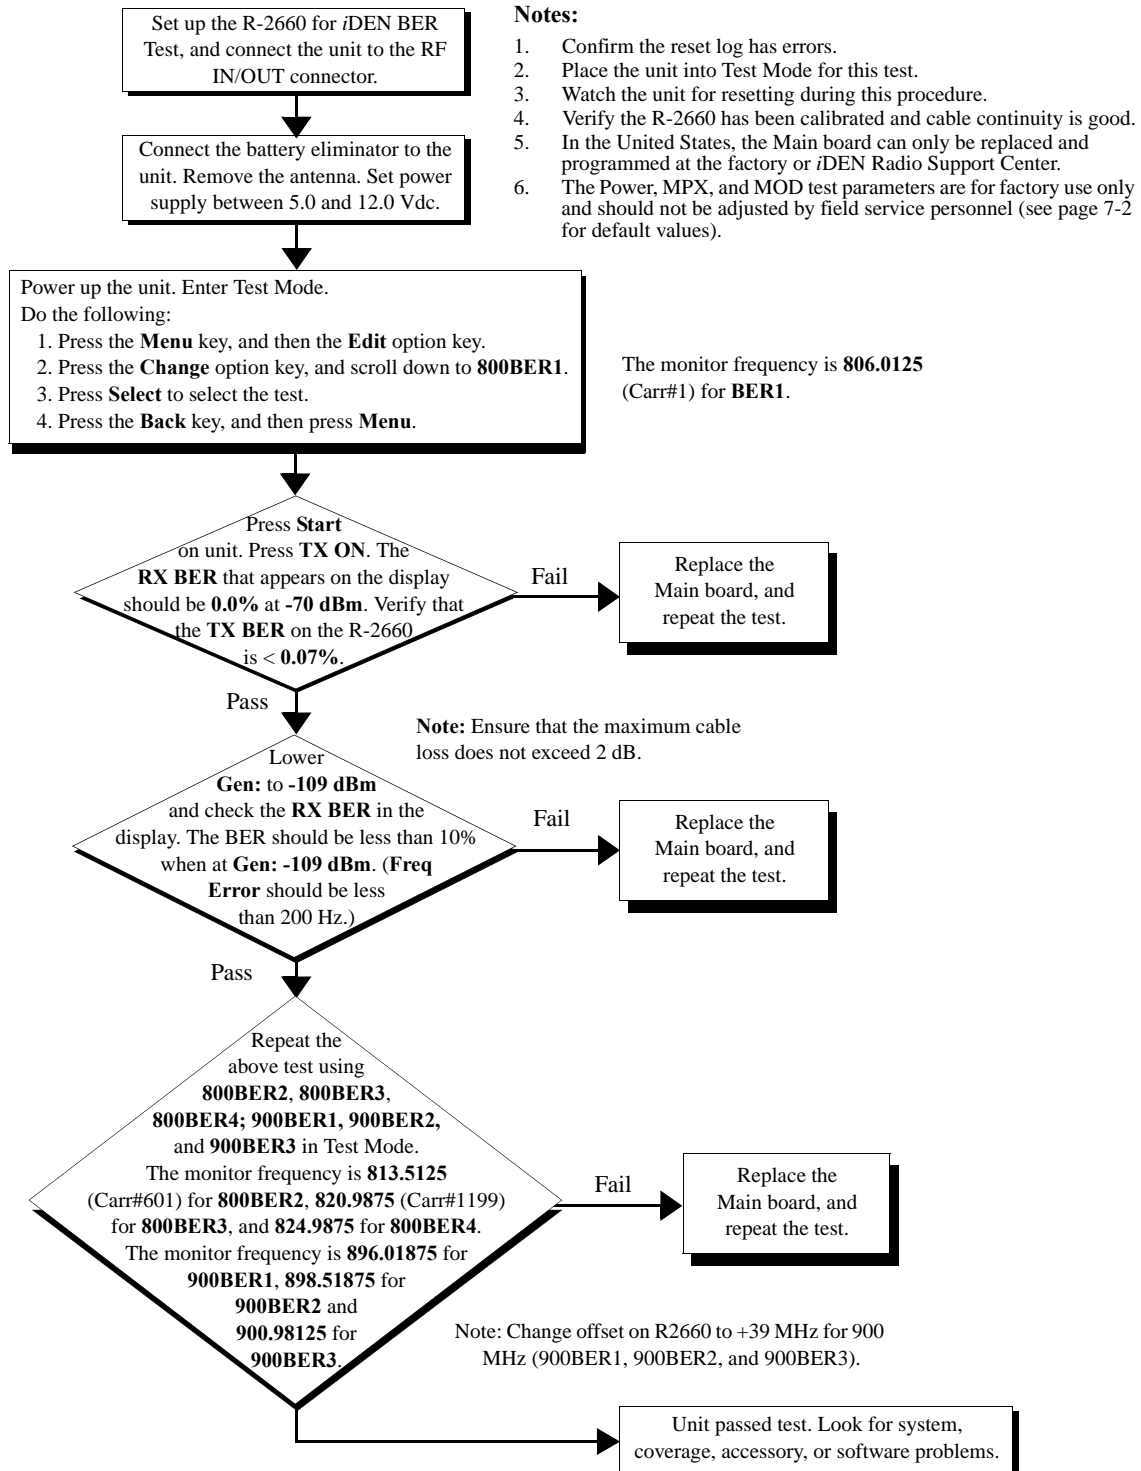 Set up the R-2660 for iDEN BER
Test, and connect the unit to the RF
IN/OUT connector.
Notes:
1. Confirm the reset log has errors.
2. Place the unit into Test Mode for this test.
3. Watch the unit for resetting during this procedure.
4. Verify the R-2660 has been calibrated and cable continuity is good.
5. In the United States, the Main board can only be replaced and
programmed at the factory or iDEN Radio Support Center.
6. The Power, MPX, and MOD test parameters are for factory use only
and should not be adjusted by field service personnel (see page 7-2
for default values).
Connect the battery eliminator to the
unit. Remove the antenna. Set power
supply between 5.0 and 12.0 Vdc.
Power up the unit. Enter Test Mode.
Do the following:
1. Press the Menu key, and then the Edit option key.
2. Press the Change option key, and scroll down to 800BER1.
3. Press Select to select the test.
4. Press the Back key, and then press Menu.
The monitor frequency is 806.0125
(Carr#1) for BER1.
Press Start
on unit. Press TX ON. The
RX BER that appears on the display
should be 0.0% at -70 dBm. Verify that
the TX BER on the R-2660
is < 0.07%.
Fail
Replace the
Main board, and
repeat the test.
Pass
Note: Ensure that the maximum cable
loss does not exceed 2 dB.
Lower
Gen: to -109 dBm
and check the RX BER in the
display. The BER should be less than 10%
when at Gen: -109 dBm. (Freq
Error should be less
than 200 Hz.)
Fail
Replace the
Main board, and
repeat the test.
Pass
Repeat the
above test using
800BER2, 800BER3,
800BER4; 900BER1, 900BER2,
and 900BER3 in Test Mode.
The monitor frequency is 813.5125
(Carr#601) for 800BER2, 820.9875 (Carr#1199)
for 800BER3, and 824.9875 for 800BER4.
The monitor frequency is 896.01875 for
900BER1, 898.51875 for
900BER2 and
900.98125 for
900BER3.
Fail
Replace the
Main board, and
repeat the test.
Note: Change offset on R2660 to +39 MHz for 900
MHz (900BER1, 900BER2, and 900BER3).
Unit passed test. Look for system,
coverage, accessory, or software problems.